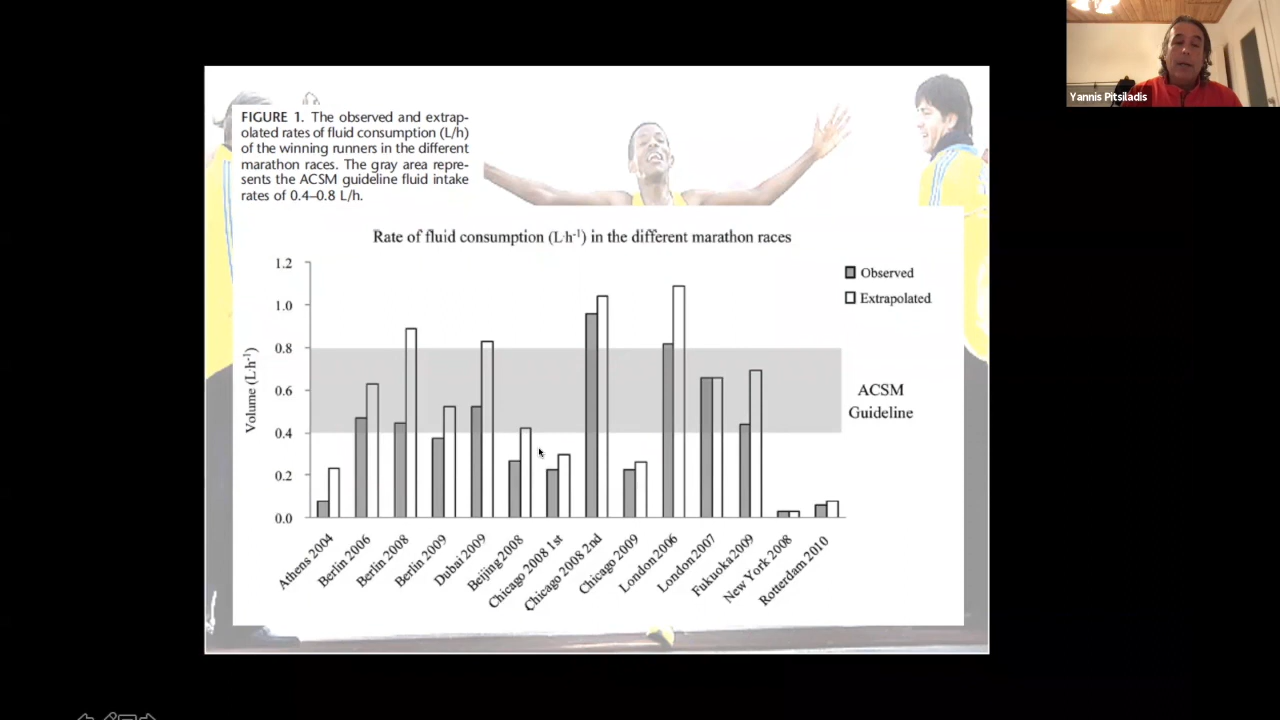 Yannis Pitsiladis
FIGURE 1. The observed and extrap-
olated rates of fluid consumption (L/h)
of the winning runners in the different
marathon races. The gray area repre-
sents the ACSM guideline fluid intake
rates of 0.4–0.8 L/h.
Rate of fluid consumption (L·h⁻¹) in the different marathon races
Observed
Extrapolated
Volume (L·h⁻¹)
1.2
1.0
0.8
0.6
0.4
0.2
0.0
ACSM
Guideline
Athens 2004
Berlin 2006
Berlin 2008
Berlin 2009
Dubai 2009
Beijing 2008
Chicago 2008 1st
Chicago 2008 2nd
Chicago 2009
London 2006
London 2007
Fukuoka 2009
New York 2008
Rotterdam 2010